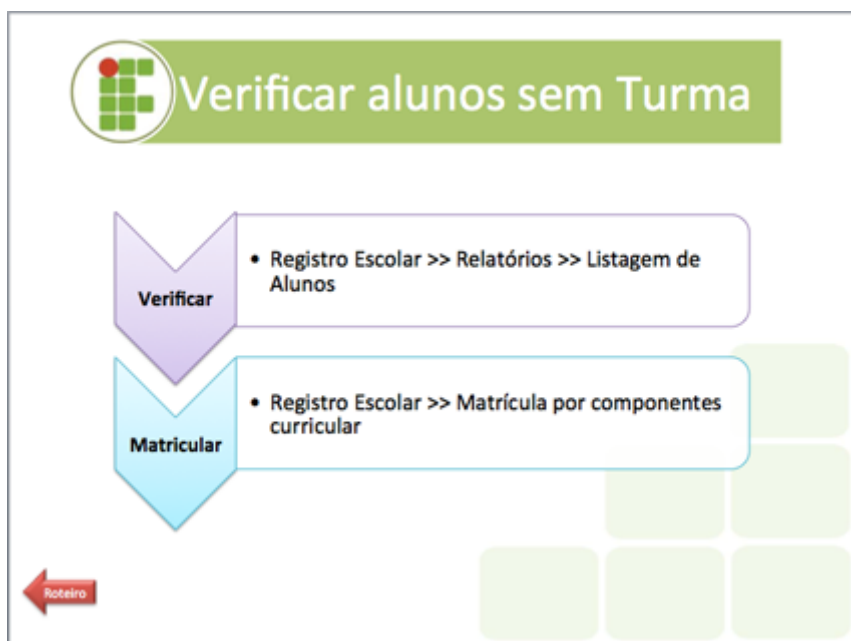 Verificar alunos sem Turma
Verificar
• Registro Escolar >> Relatórios >> Listagem de
Alunos
Matricular
• Registro Escolar >> Matrícula por componentes
curricular
Roteiro